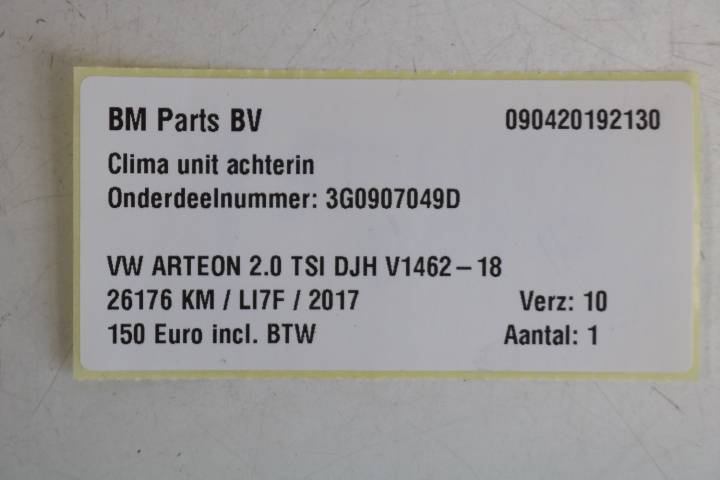 BM Parts BV 090420192130
Clima unit achterin
Onderdeelnummer: 3G0907049D
VW ARTEON 2.0 TSI DJH V1462 – 18
26176 KM / LI7F / 2017 Verz: 10
150 Euro incl. BTW Aantal: 1